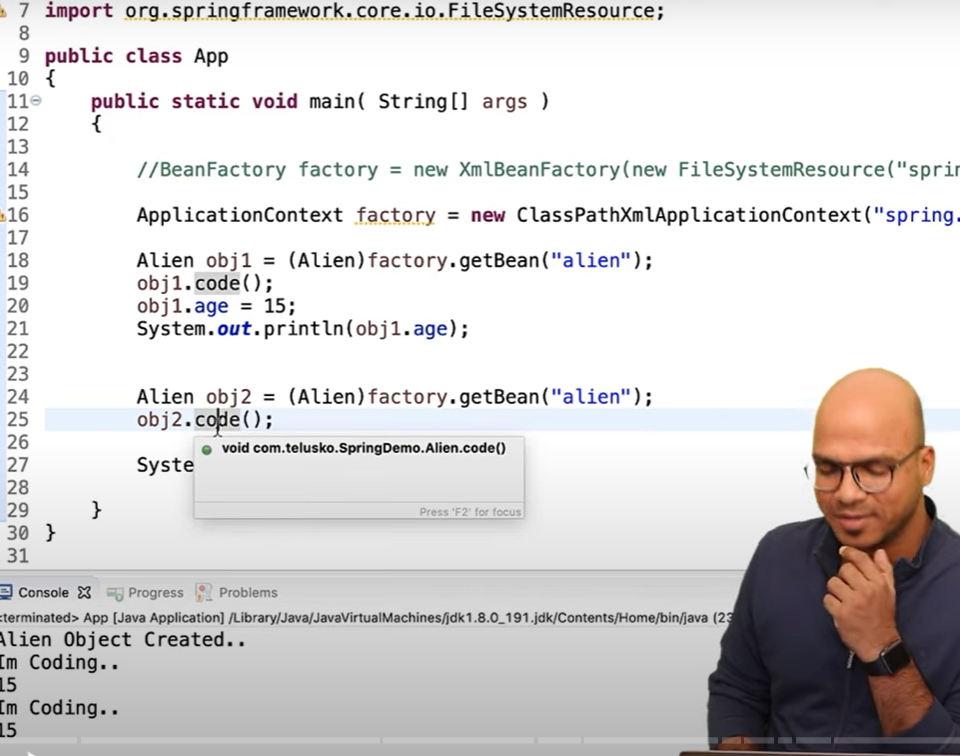 7 import org.springframework.core.io.FileSystemResource;
8
9 public class App
10 {
11 public static void main( String[] args )
12 {
13
14 //BeanFactory factory = new XmlBeanFactory(new FileSystemResource("sprin
15
16 ApplicationContext factory = new ClassPathXmlApplicationContext("spring.
17
18 Alien obj1 = (Alien)factory.getBean("alien");
19 obj1.code();
20 obj1.age = 15;
21 System.out.println(obj1.age);
22
23
24 Alien obj2 = (Alien)factory.getBean("alien");
25 obj2.code();
26
void com.telusko.SpringDemo.Alien.code()
27 Syste
28
Press 'F2' for focus
29 }
30 }
31
Console Progress Problems
<terminated> App [Java Application] /Library/Java/JavaVirtualMachines/jdk1.8.0_191.jdk/Contents/Home/bin/java (23
Alien Object Created..
Im Coding..
15
Im Coding..
15